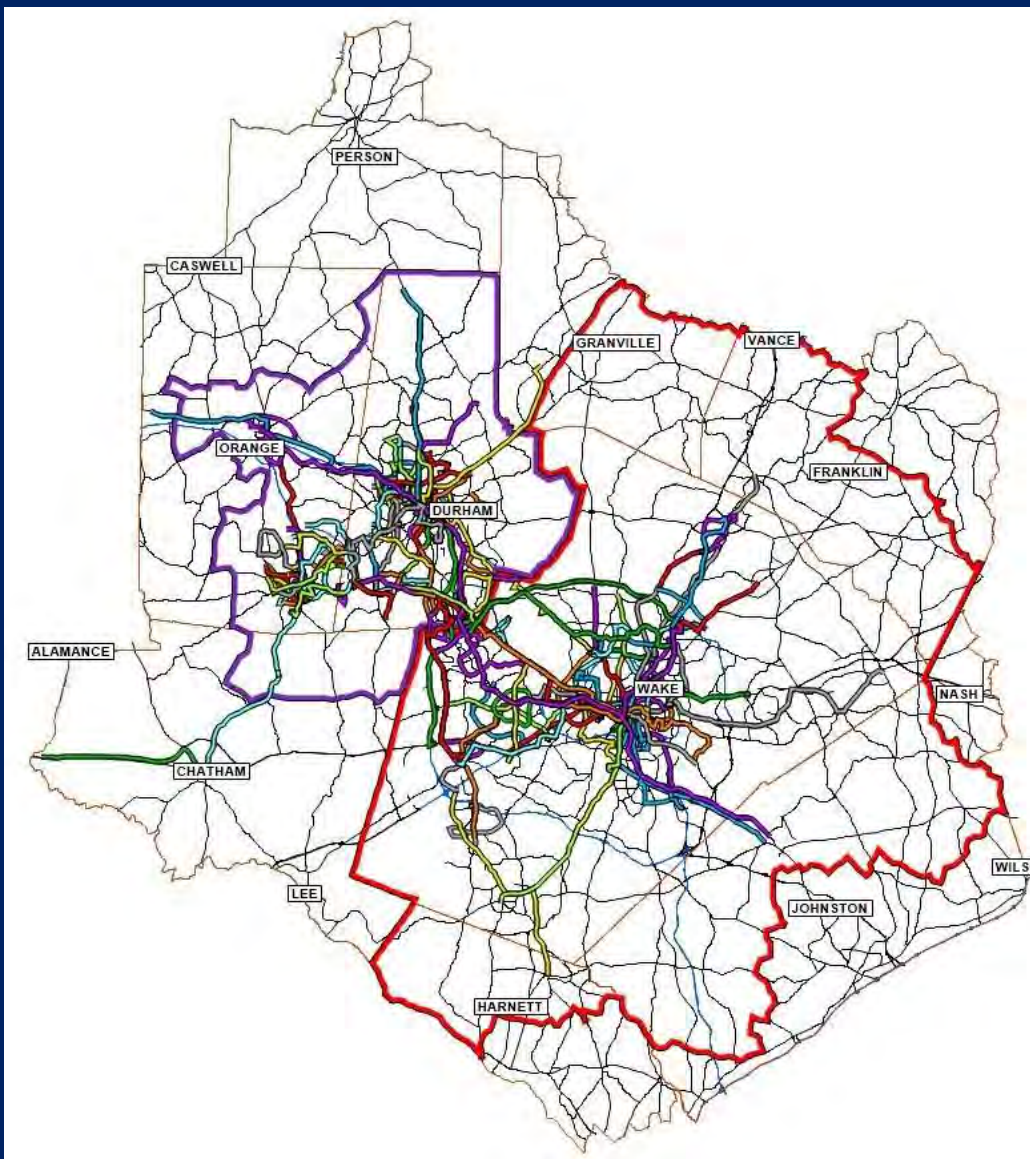 PERSON
CASWELL
GRANVILLE
VANCE
ORANGE
FRANKLIN
DURHAM
ALAMANCE
WAKE
NASH
CHATHAM
WILS
LEE
JOHNSTON
HARNETT